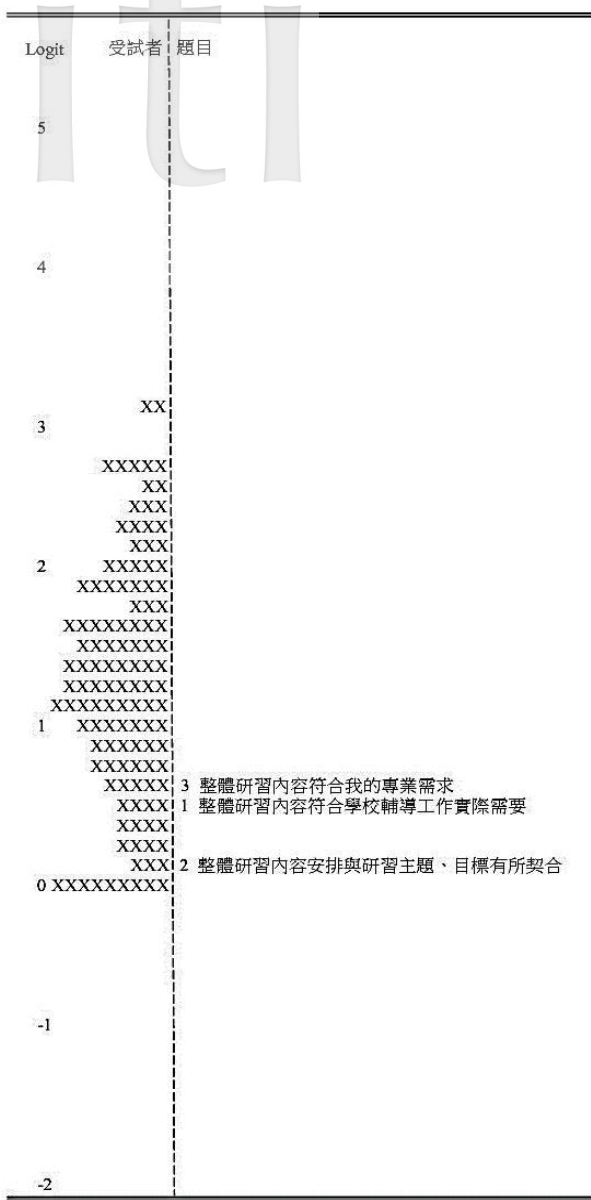 Iti
Logit 受試者 題目
5
4
XX
3
XXXXX
XX
XXX
XXXX
XXX
2 XXXXX
XXXXXXX
XXX
XXXXXXXX
XXXXXXX
XXXXXXXX
XXXXXXXX
XXXXXXXXX
1 XXXXXXX
XXXXXX
XXXXXX
XXXXX 3 整體研習內容符合我的專業需求
XXXX 1 整體研習內容符合學校輔導工作實際需要
XXXX
XXXX
XXX 2 整體研習內容安排與研習主題、目標有所契合
0 XXXXXXXXX
-1
-2